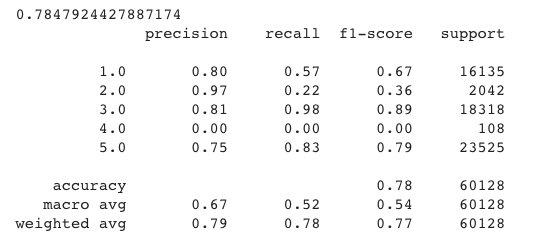 0.7847924427887174
precision recall f1-score support
1.0 0.80 0.57 0.67 16135
2.0 0.97 0.22 0.36 2042
3.0 0.81 0.98 0.89 18318
4.0 0.00 0.00 0.00 108
5.0 0.75 0.83 0.79 23525
accuracy 0.78 60128
macro avg 0.67 0.52 0.54 60128
weighted avg 0.79 0.78 0.77 60128